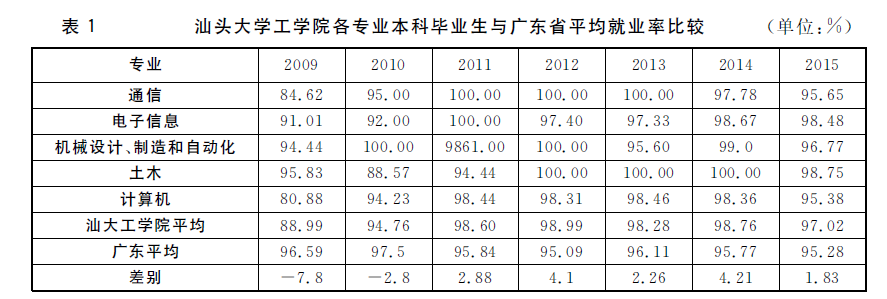 表 1 汕头大学工学院各专业本科毕业生与广东省平均就业率比较 (单位:%)
专业 2009 2010 2011 2012 2013 2014 2015
通信 84.62 95.00 100.00 100.00 100.00 97.78 95.65
电子信息 91.01 92.00 100.00 97.40 97.33 98.67 98.48
机械设计、制造和自动化 94.44 100.00 9861.00 100.00 95.60 99.0 96.77
土木 95.83 88.57 94.44 100.00 100.00 100.00 98.75
计算机 80.88 94.23 98.44 98.31 98.46 98.36 95.38
汕大工学院平均 88.99 94.76 98.60 98.99 98.28 98.76 97.02
广东平均 96.59 97.5 95.84 95.09 96.11 95.77 95.28
差别 −7.8 −2.8 2.88 4.1 2.26 4.21 1.83